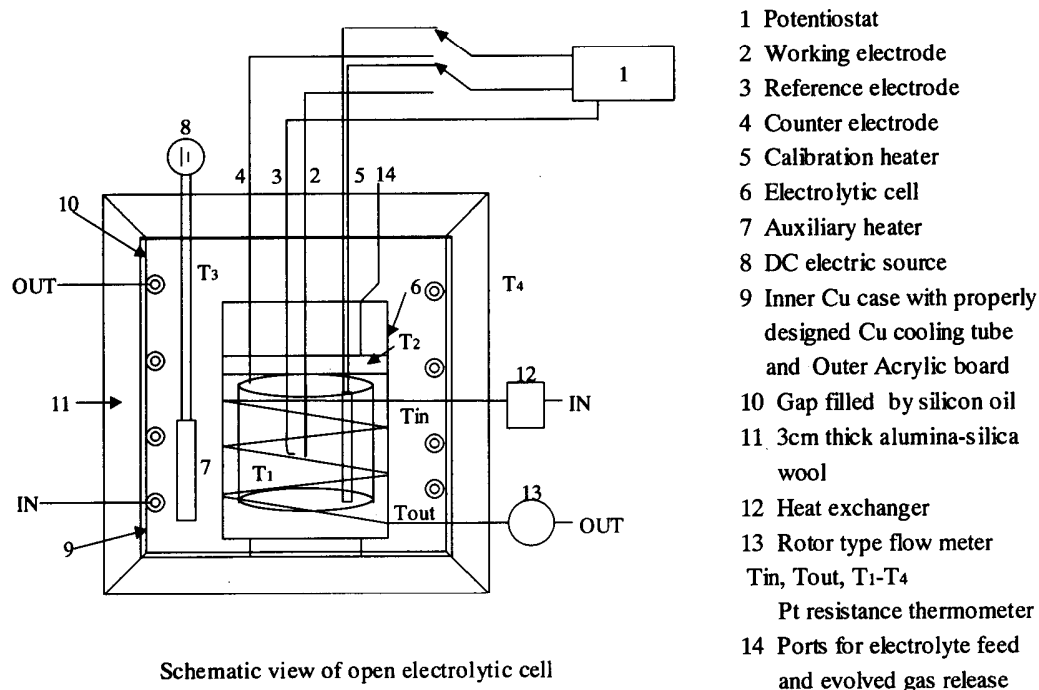 1 Potentiostat
2 Working electrode
3 Reference electrode
4 Counter electrode
5 Calibration heater
6 Electrolytic cell
7 Auxiliary heater
8 DC electric source
9 Inner Cu case with properly
designed Cu cooling tube
and Outer Acrylic board
10 Gap filled by silicon oil
11 3cm thick alumina-silica
wool
12 Heat exchanger
13 Rotor type flow meter
Tin, Tout, T1-T4
Pt resistance thermometer
14 Ports for electrolyte feed
and evolved gas release
1
8
4 3 2 5 14
10
T3
OUT
6
T4
T2
12
11
Tin
IN
7
T1
13
IN
Tout
OUT
9
Schematic view of open electrolytic cell